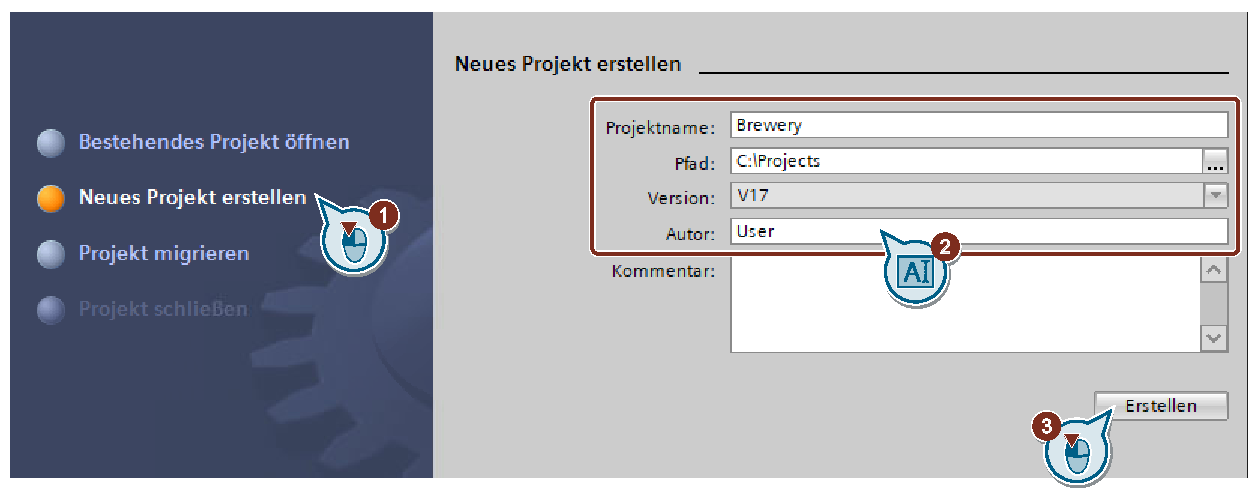 Bestehendes Projekt öffnen
Neues Projekt erstellen
1
Projekt migrieren
Projekt schließen
Neues Projekt erstellen
Projektname: Brewery
Pfad: C:\Projects ...
Version: V17
Autor: User
2
AI
Kommentar:
Erstellen
3